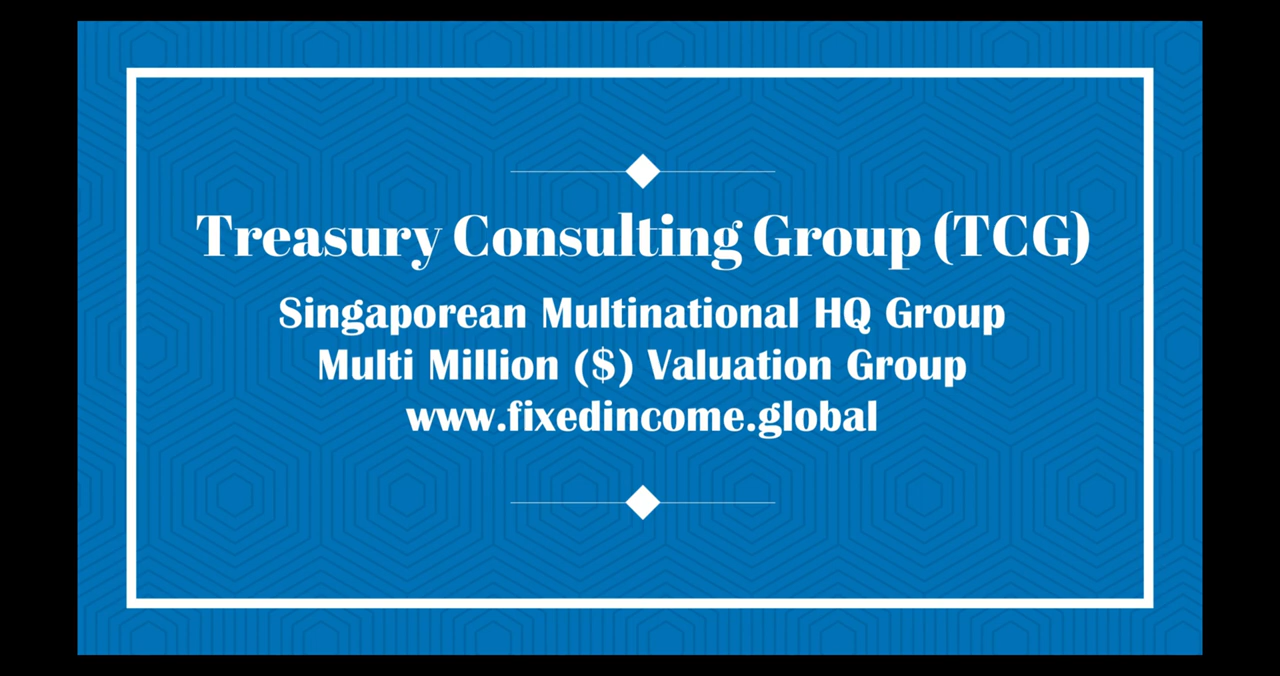 Treasury Consulting Group (TCG)
Singaporean Multinational HQ Group
Multi Million ($) Valuation Group
www.fixedincome.global